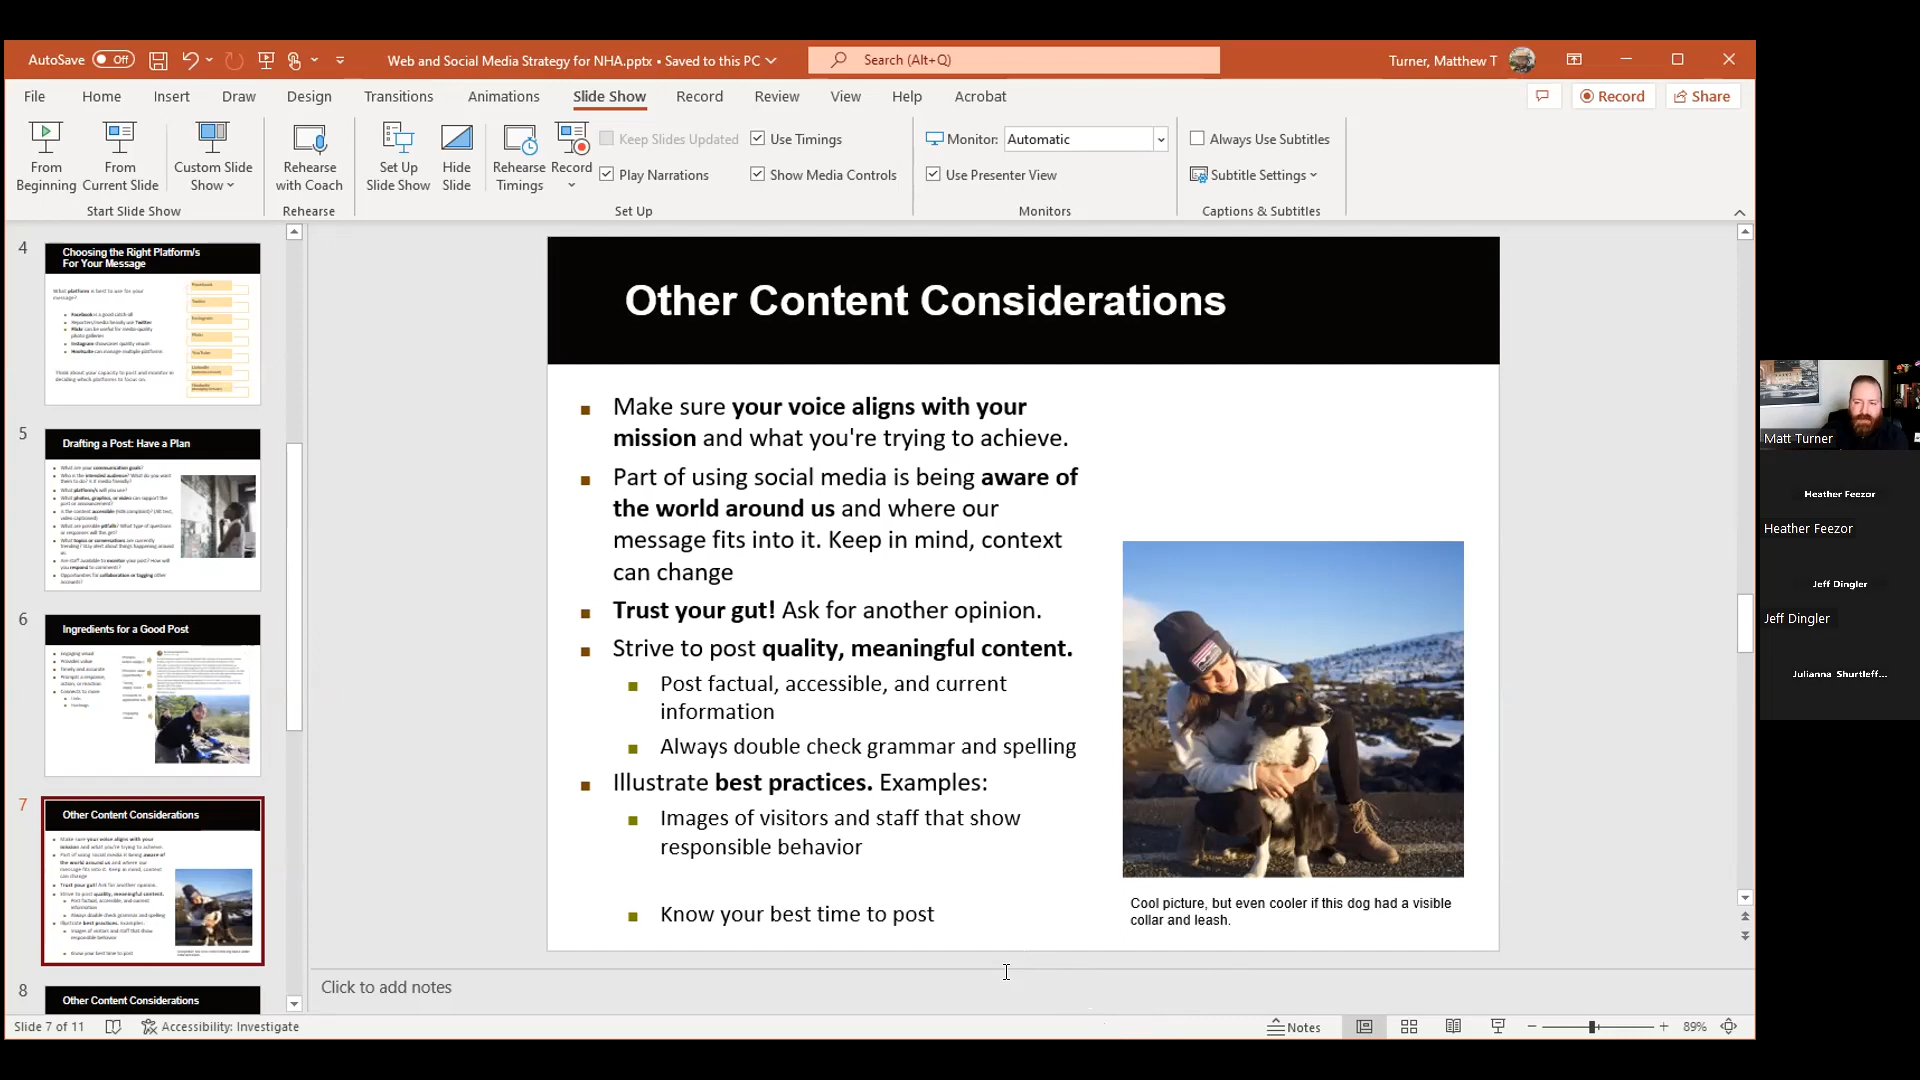 AutoSave Off
Web and Social Media Strategy for NHA.pptx • Saved to this PC
Search (Alt+Q)
Turner, Matthew T
File Home Insert Draw Design Transitions Animations Slide Show Record Review View Help Acrobat
Record
Share
From Beginning
From Current Slide
Custom Slide Show
Start Slide Show
Rehearse with Coach
Rehearse
Set Up Slide Show
Hide Slide
Rehearse Timings
Record
Keep Slides Updated
Use Timings
Play Narrations
Show Media Controls
Set Up
Monitor: Automatic
Use Presenter View
Monitors
Always Use Subtitles
Subtitle Settings
Captions & Subtitles
4
Choosing the Right Platform/s
For Your Message
5
Drafting a Post: Have a Plan
6
Ingredients for a Good Post
7
Other Content Considerations
8
Other Content Considerations
Other Content Considerations
Make sure your voice aligns with your
mission and what you're trying to achieve.
Part of using social media is being aware of
the world around us and where our
message fits into it. Keep in mind, context
can change
Trust your gut! Ask for another opinion.
Strive to post quality, meaningful content.
Post factual, accessible, and current
information
Always double check grammar and spelling
Illustrate best practices. Examples:
Images of visitors and staff that show
responsible behavior
Know your best time to post
Cool picture, but even cooler if this dog had a visible
collar and leash.
Click to add notes
Slide 7 of 11
Accessibility: Investigate
Notes
89%
Matt Turner
Heather Feezor
Heather Feezor
Jeff Dingler
Jeff Dingler
Julianna Shurtleff...